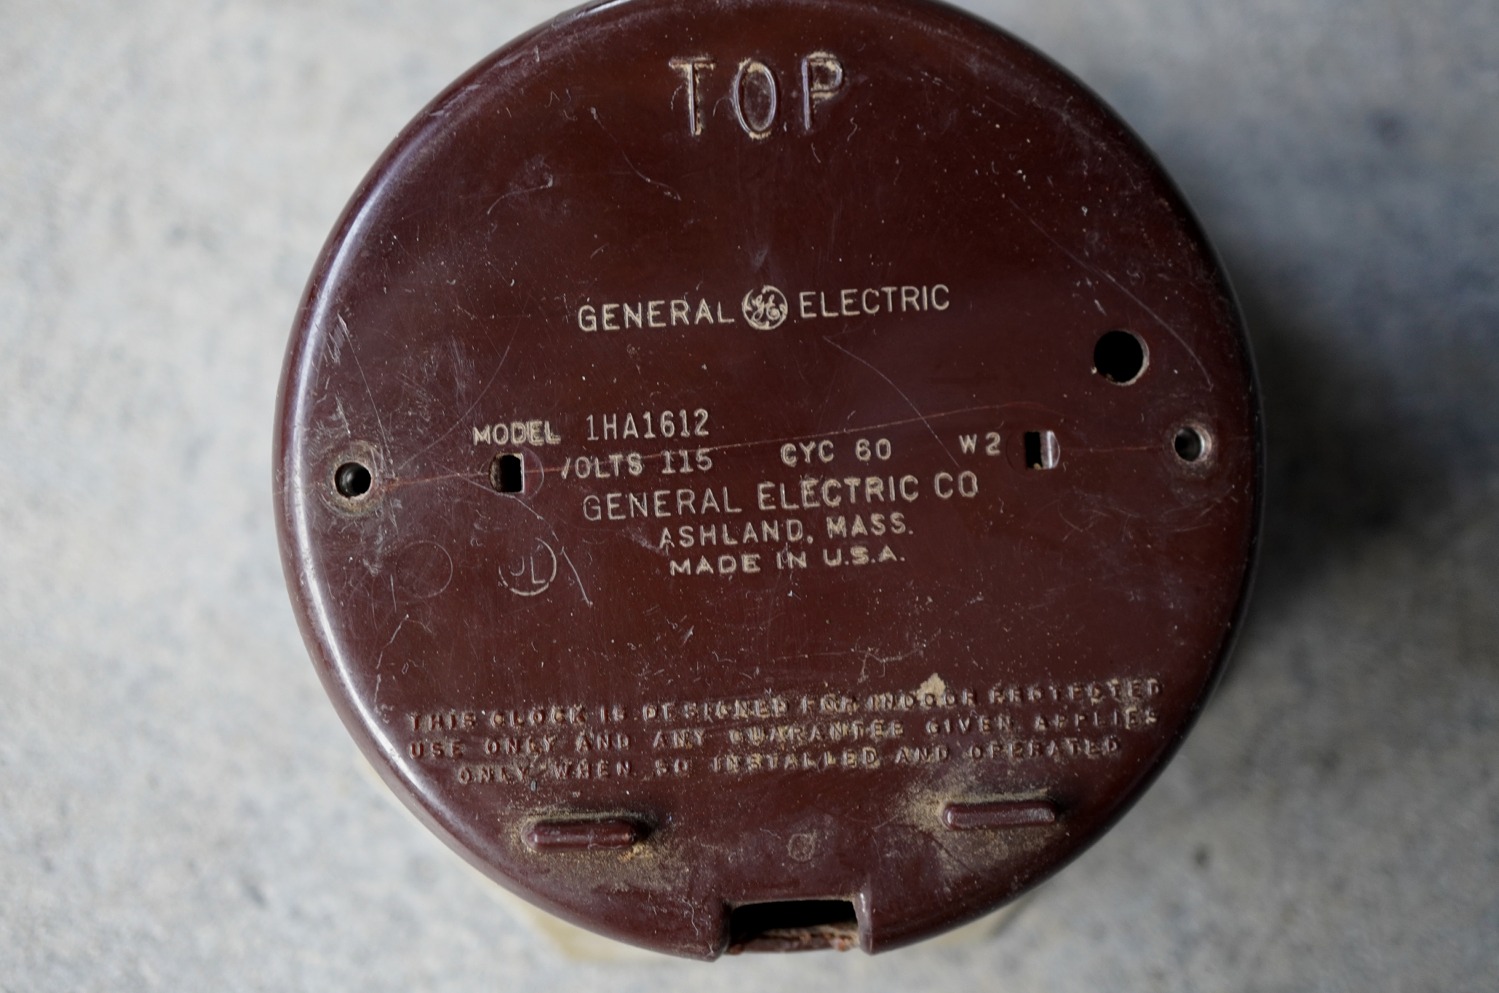 TOP
GENERAL GE ELECTRIC
MODEL 1HA1612
VOLTS 115 CYC 60 W2
GENERAL ELECTRIC CO
ASHLAND, MASS.
MADE IN U.S.A.
UL
THIS CLOCK IS DESIGNED FOR INDOOR PROTECTED
USE ONLY AND ANY GUARANTEE GIVEN APPLIES
ONLY WHEN SO INSTALLED AND OPERATED